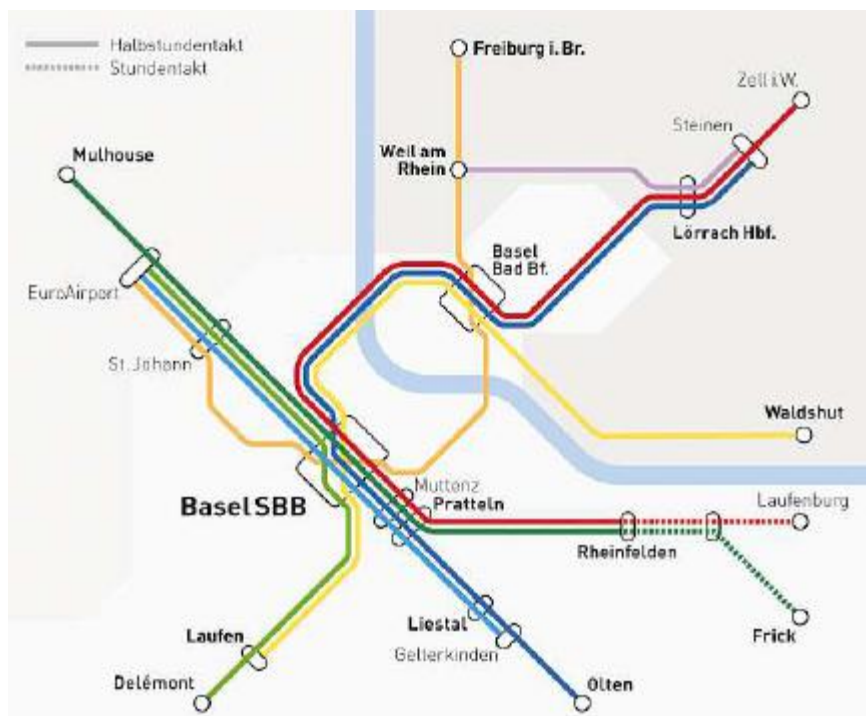 Halbstundentakt
Stundentakt
Freiburg i. Br.
Zell i.W.
Steinen
Mulhouse
Weil am
Rhein
Lörrach Hbf.
Basel
Bad Bf.
EuroAirport
St. Johann
Waldshut
Muttenz
Basel SBB
Pratteln
Laufenburg
Rheinfelden
Laufen
Liestal
Gelterkinden
Frick
Delémont
Olten